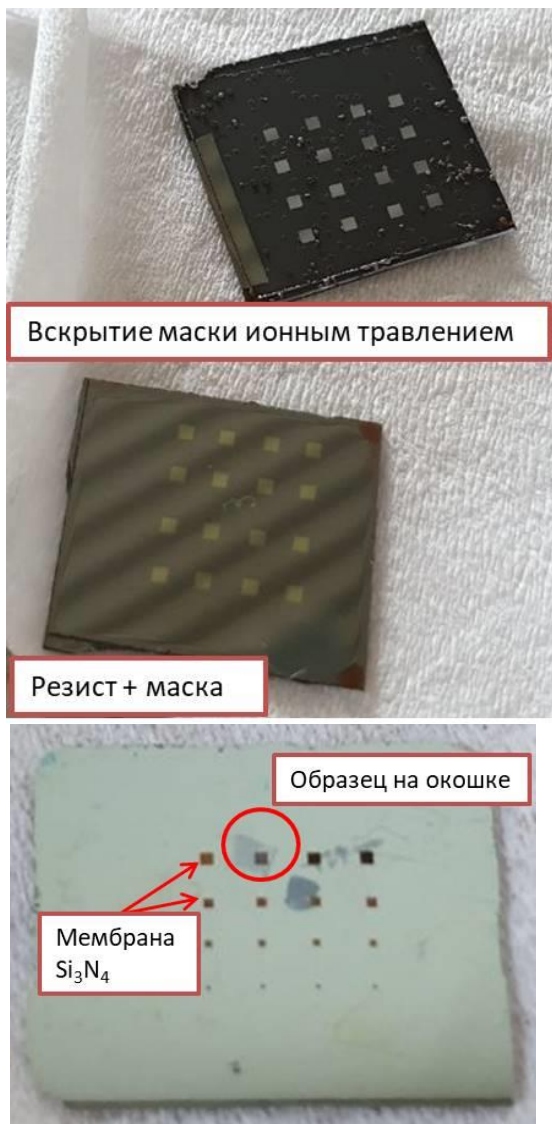 Вскрытие маски ионным травлением
Резист + маска
Образец на окошке
Мембрана
Si₃N₄